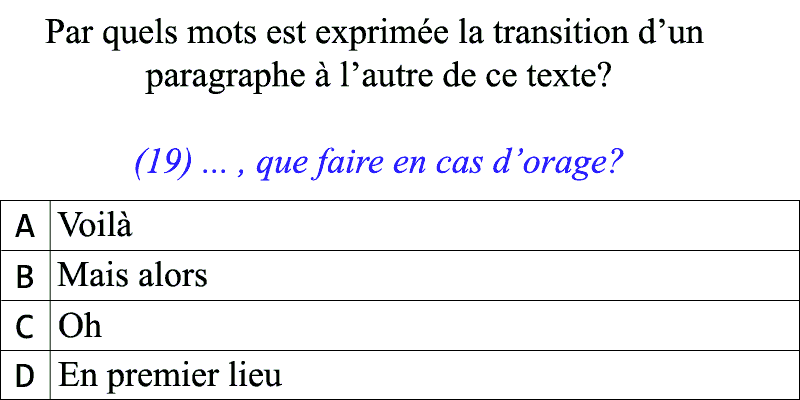 Par quels mots est exprimée la transition d’un
paragraphe à l’autre de ce texte?
(19) ... , que faire en cas d’orage?
A Voilà
B Mais alors
C Oh
D En premier lieu